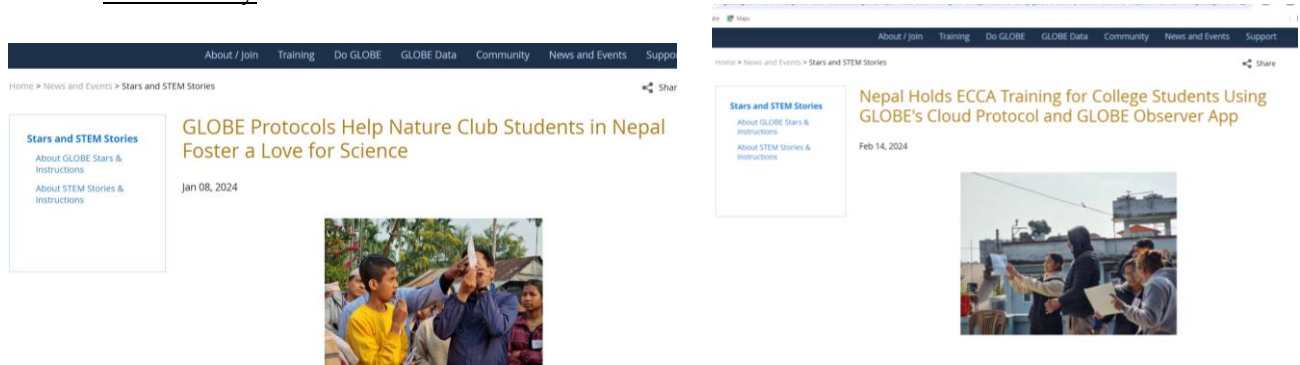 About / Join Training Do GLOBE GLOBE Data Community News and Events Suppo
Home > News and Events > Stars and STEM Stories
Shar
Stars and STEM Stories
About GLOBE Stars &
Instructions
About STEM Stories &
Instructions
GLOBE Protocols Help Nature Club Students in Nepal
Foster a Love for Science
Jan 08, 2024
Maps
About / Join Training Do GLOBE GLOBE Data Community News and Events Support
Home > News and Events > Stars and STEM Stories
Share
Stars and STEM Stories
About GLOBE Stars &
Instructions
About STEM Stories &
Instructions
Nepal Holds ECCA Training for College Students Using
GLOBE's Cloud Protocol and GLOBE Observer App
Feb 14, 2024